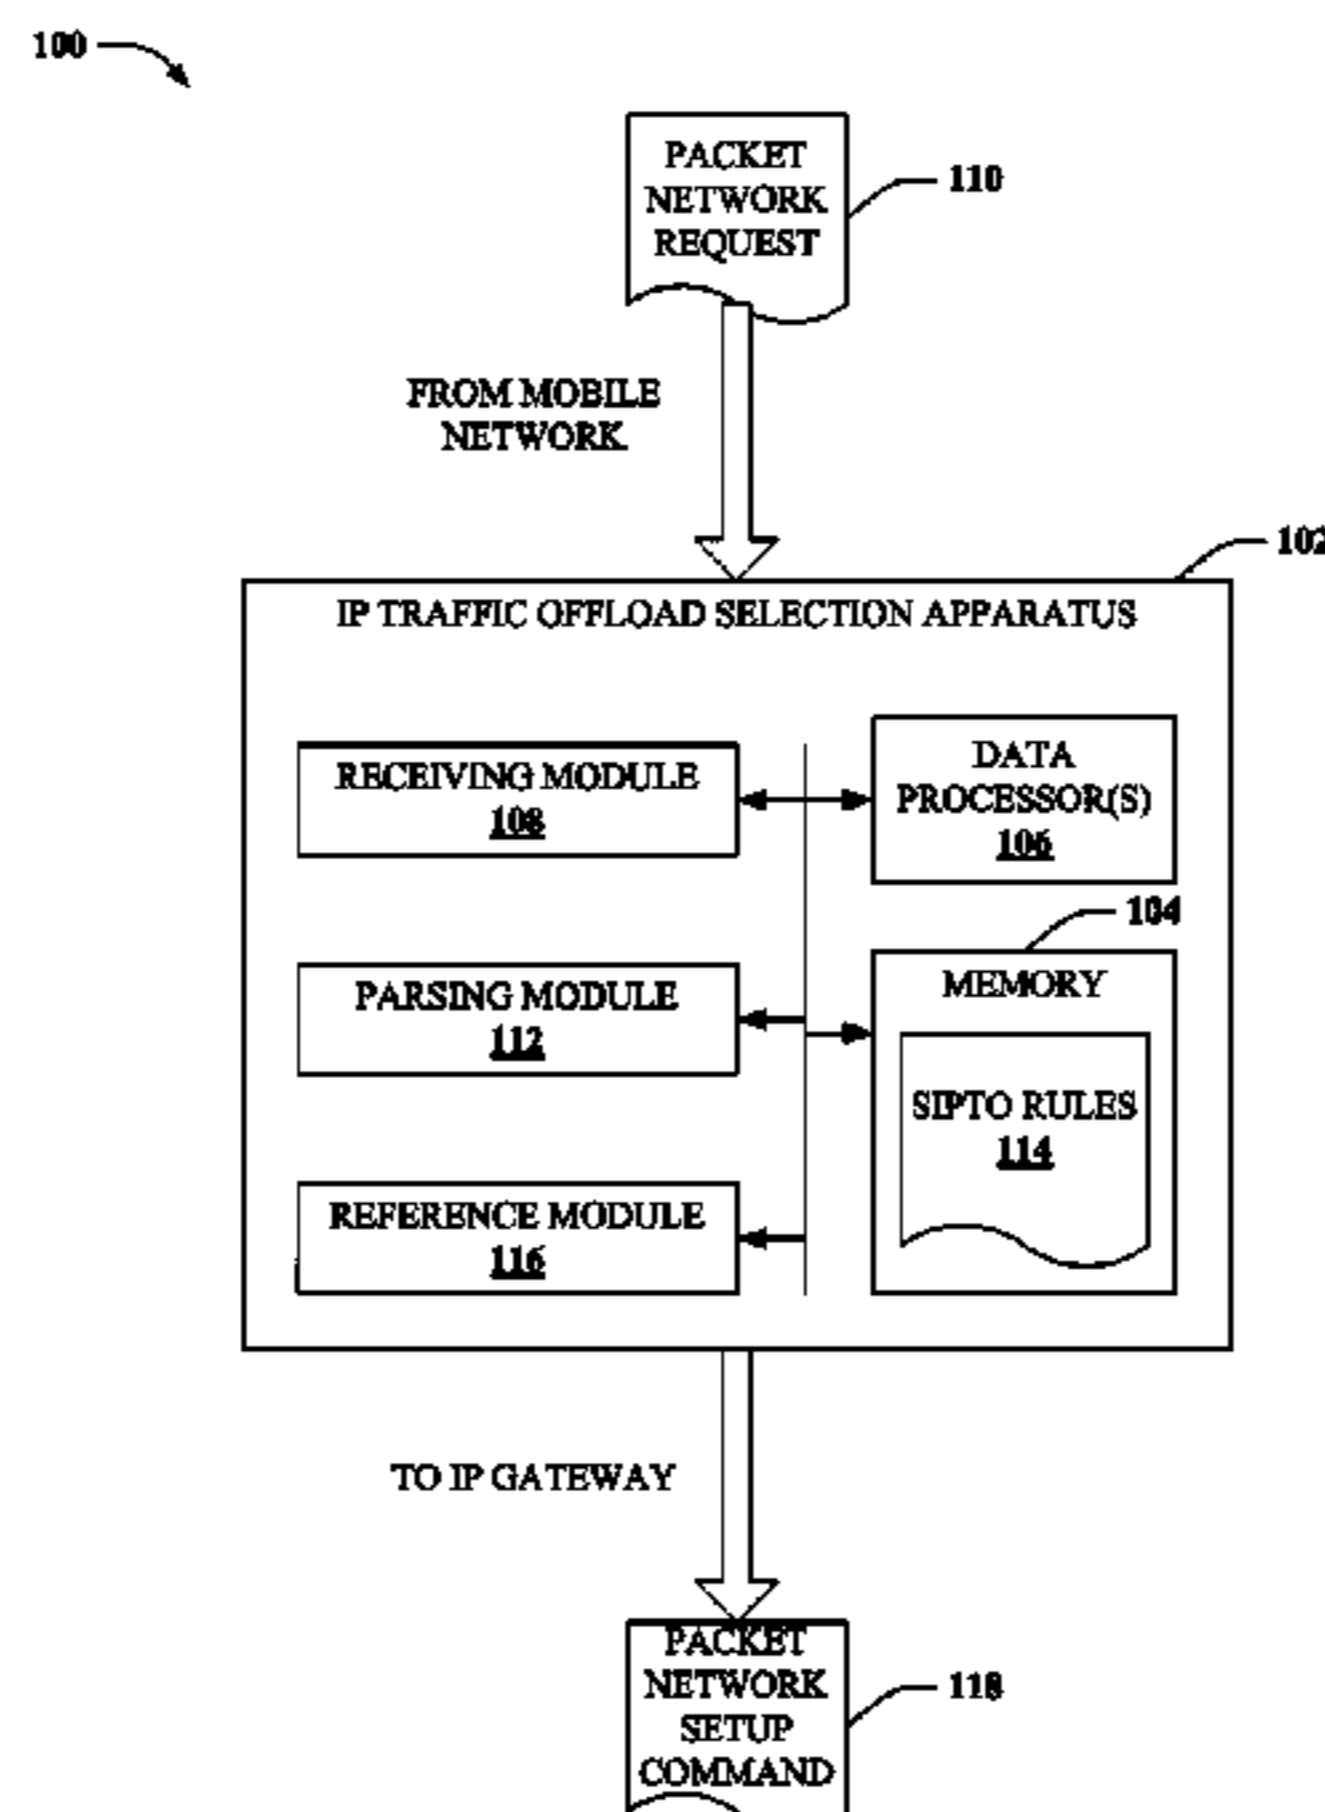 100
PACKET
NETWORK
REQUEST
110
FROM MOBILE
NETWORK
102
IP TRAFFIC OFFLOAD SELECTION APPARATUS
RECEIVING MODULE
108
DATA
PROCESSOR(S)
106
104
MEMORY
PARSING MODULE
112
SIPTO RULES
114
REFERENCE MODULE
116
TO IP GATEWAY
PACKET
NETWORK
SETUP
COMMAND
118